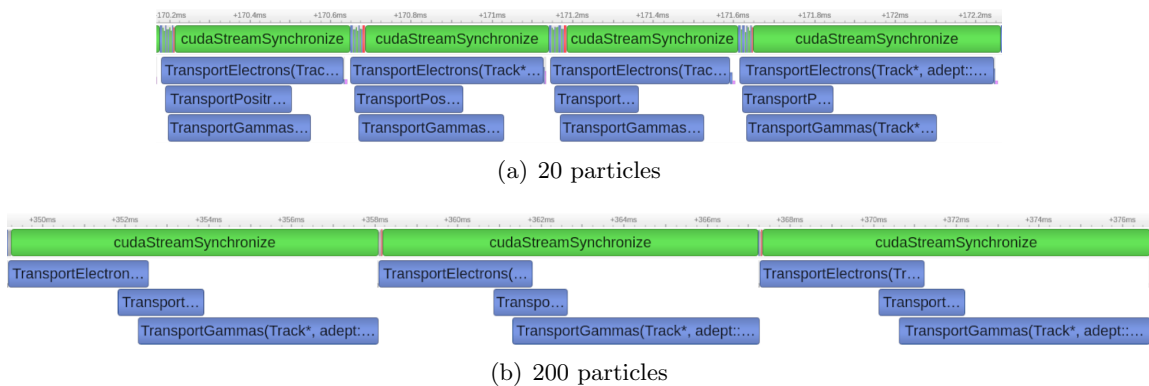 170.2ms +170.4ms +170.6ms +170.8ms +171ms +171.2ms +171.4ms +171.6ms +171.8ms +172ms +172.2ms
cudaStreamSynchronize cudaStreamSynchronize cudaStreamSynchronize cudaStreamSynchronize
TransportElectrons(Trac... TransportElectrons(Track*... TransportElectrons(Trac... TransportElectrons(Track*, adept::...
TransportPositr... TransportPos... Transport... TransportP...
TransportGammas... TransportGammas... TransportGammas... TransportGammas(Track*...
(a) 20 particles
+350ms +352ms +354ms +356ms +358ms +360ms +362ms +364ms +366ms +368ms +370ms +372ms +374ms +376ms
cudaStreamSynchronize cudaStreamSynchronize cudaStreamSynchronize
TransportElectron... TransportElectrons(... TransportElectrons(Tr...
Transport... Transpo... Transport...
TransportGammas(Track*, adept:... TransportGammas(Track*, adept::... TransportGammas(Track*, adept::...
(b) 200 particles